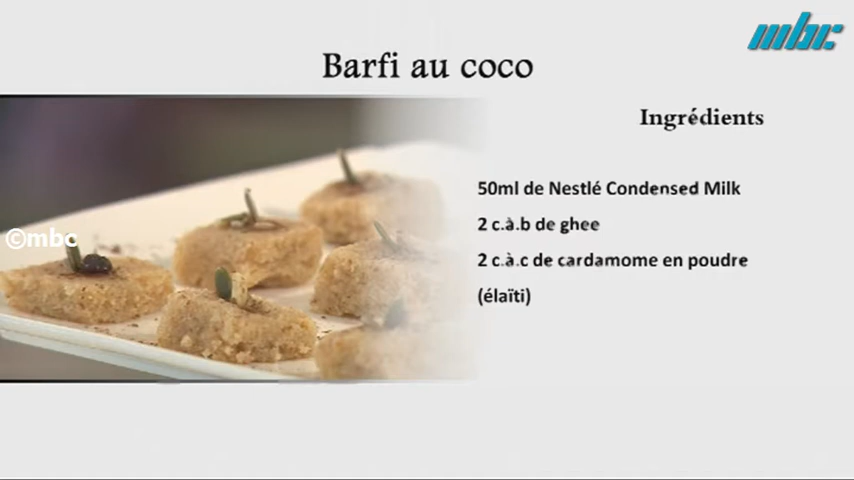 mbc
Barfi au coco
Ingrédients
50ml de Nestlé Condensed Milk
2 c.à.b de ghee
2 c.à.c de cardamome en poudre
(élaïti)
©mbc